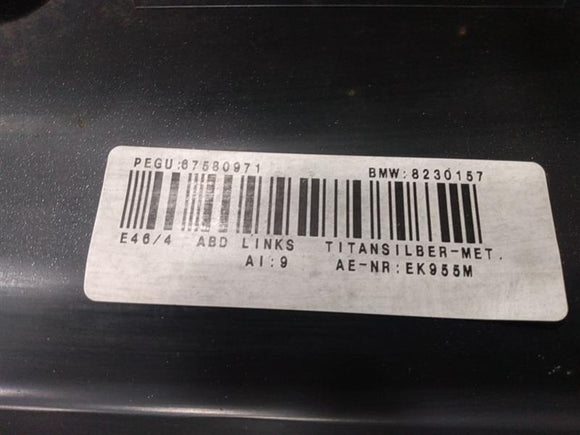 PEGU:67580971 BMW:8230157
E46/4 ABD LINKS TITANSILBER-MET.
AI:9 AE-NR:EK955M